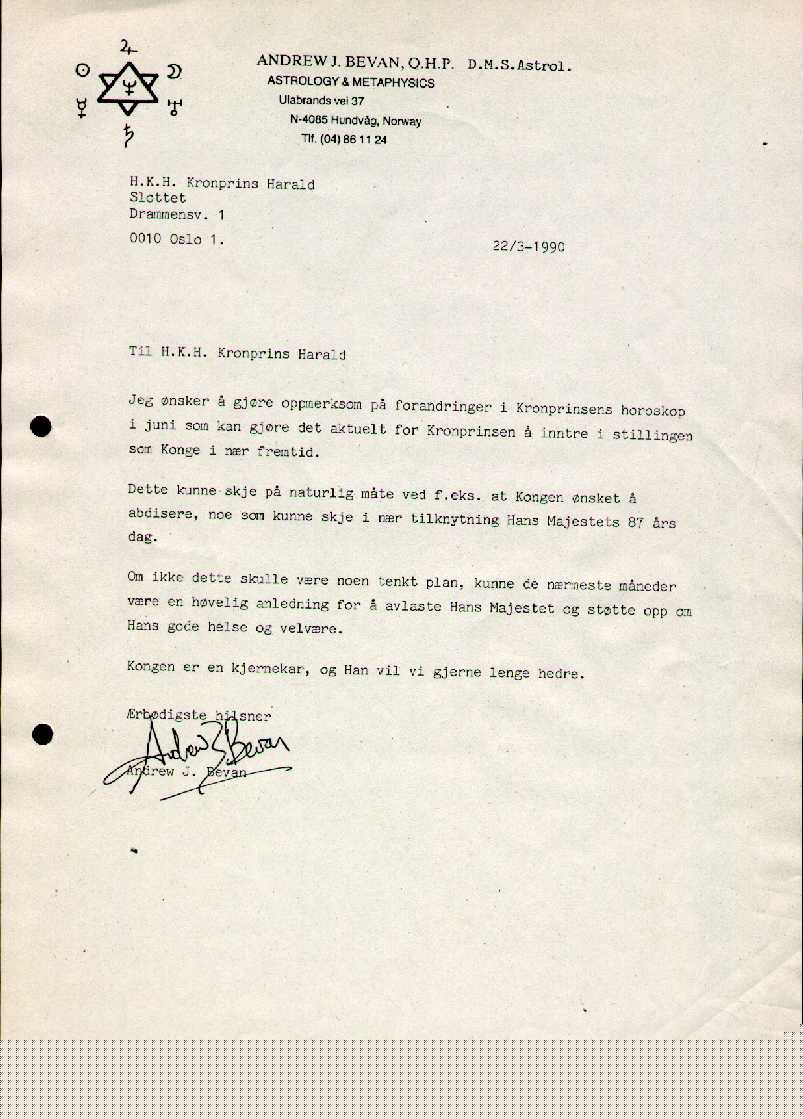 ANDREW J. BEVAN, Q.H.P. D.M.S.Astrol.
ASTROLOGY & METAPHYSICS
Ulabrands vei 37
N-4085 Hundvåg, Norway
Tlf. (04) 86 11 24
H.K.H. Kronprins Harald
Slottet
Drammensv. 1
0010 Oslo 1.
22/3-1990
Til H.K.H. Kronprins Harald
Jeg ønsker å gjøre oppmerksom på forandringer i Kronprinsens horoskop
i juni som kan gjøre det aktuelt for Kronprinsen å inntre i stillingen
som Konge i nær fremtid.
Dette kunne skje på naturlig måte ved f.eks. at Kongen ønsket å
abdisere, noe som kunne skje i nær tilknytning Hans Majestets 87 års
dag.
Om ikke dette skulle være noen tenkt plan, kunne de nærmeste måneder
være en høvelig anledning for å avlaste Hans Majestet og støtte opp om
Hans gode helse og velvære.
Kongen er en kjernekar, og Han vil vi gjerne lenge hedre.
Ærbødigste hilsner
Andrew J. Bevan
Andrew J. Bevan